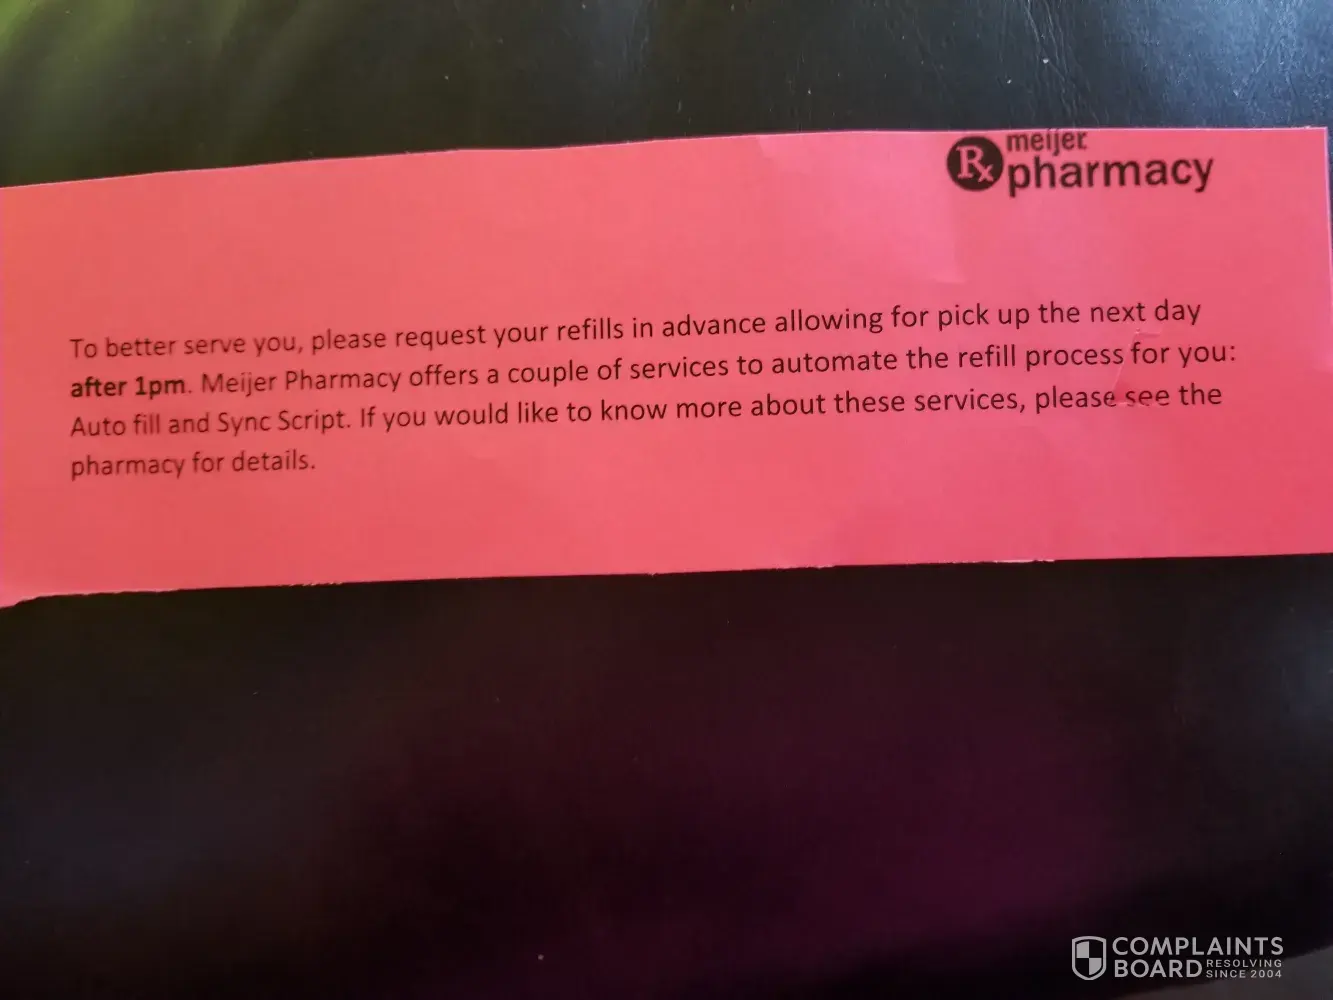 Rx meijer
pharmacy
To better serve you, please request your refills in advance allowing for pick up the next day
after 1pm. Meijer Pharmacy offers a couple of services to automate the refill process for you:
Auto fill and Sync Script. If you would like to know more about these services, please see the
pharmacy for details.
COMPLAINTS
BOARD RESOLVING
SINCE 2004